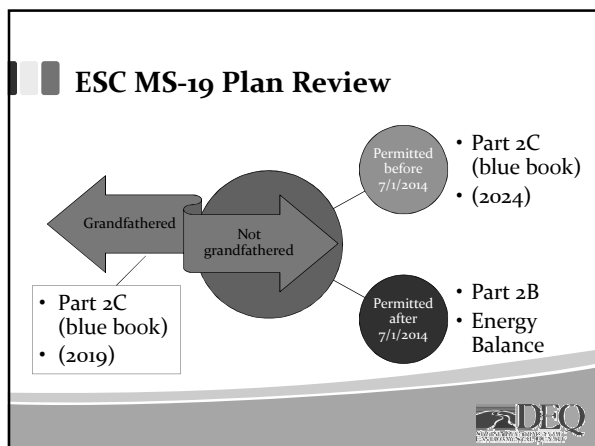 ESC MS-19 Plan Review
Grandfathered
Not
grandfathered
Permitted
before
7/1/2014
• Part 2C
(blue book)
• (2024)
• Part 2C
(blue book)
• (2019)
Permitted
after
7/1/2014
• Part 2B
• Energy
Balance
DEQ